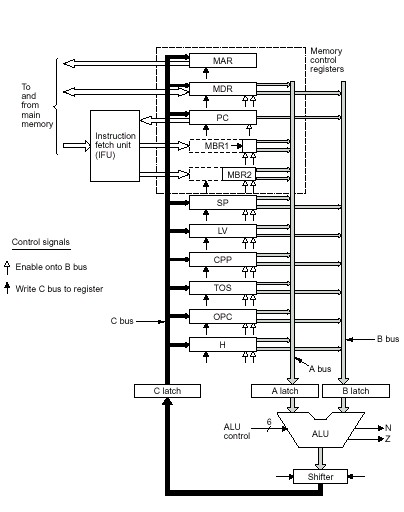 Memory
control
registers
To
and
from
main
memory
MAR
MDR
PC
Instruction
fetch unit
(IFU)
MBR1
MBR2
SP
LV
CPP
TOS
OPC
H
Control signals
Enable onto B bus
Write C bus to register
C bus
B bus
A bus
C latch
A latch
B latch
ALU
control
6
ALU
N
Z
Shifter